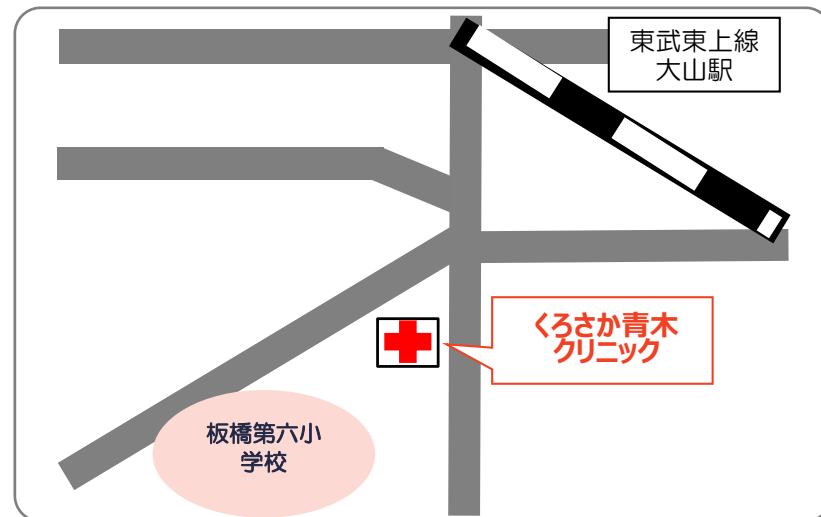 東武東上線
大山駅
くろさか青木
クリニック
板橋第六小
学校